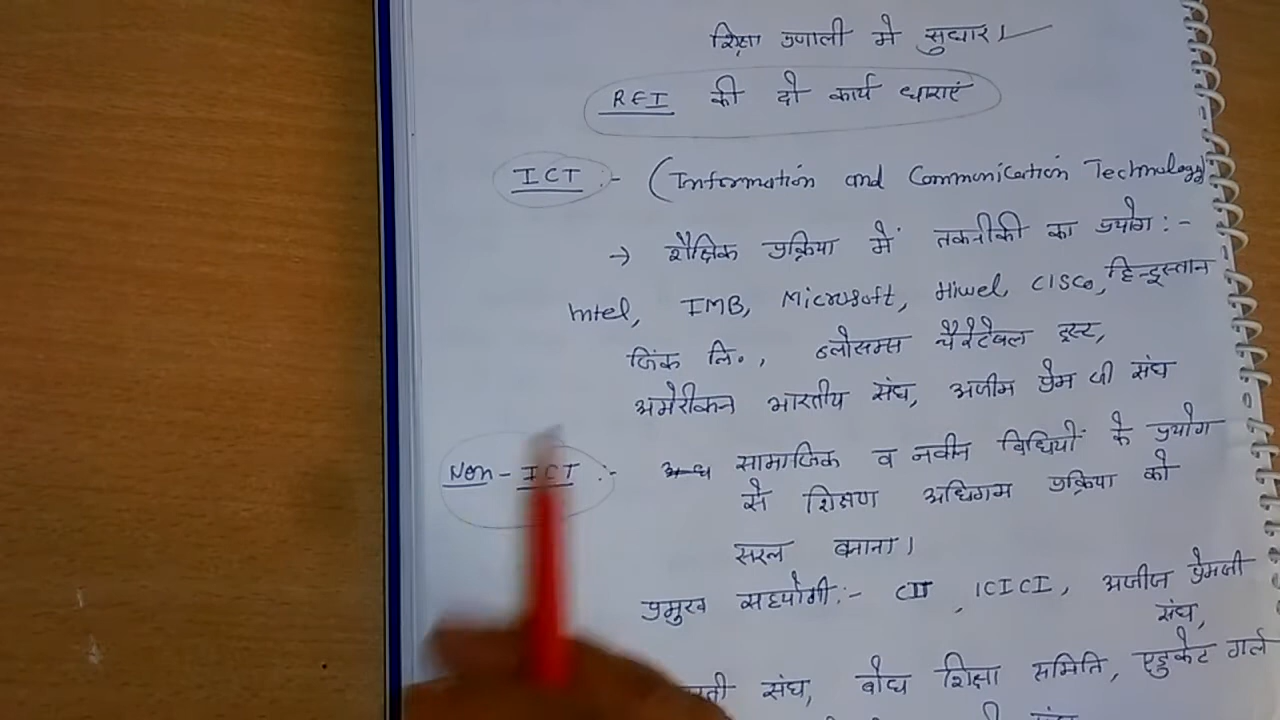 शिक्षा प्रणाली मे सुधार।
REI की दो कार्य धाराएं
ICT :- (Information and Communication Technology)
→ शैक्षिक प्रक्रिया में तकनीकी का प्रयोग :-
Intel, IMB, Microsoft, Hiwel, CISCo, हिन्दूस्तान
जिंक लि०, ब्लोसम्स चैरेटेबल ट्रस्ट,
अमेरीकन भारतीय संघ, अजीम प्रेम जी संघ
Non - ICT :- सामाजिक व नवीन विधियों के प्रयोग
से शिक्षण अधिगम प्रक्रिया को
सरल बनाना।
प्रमुख सहयोगी :- CII, ICICI, अजीज प्रेमजी
संघ,
संघ, बोध शिक्षा समिति, एडुकेट गर्ल